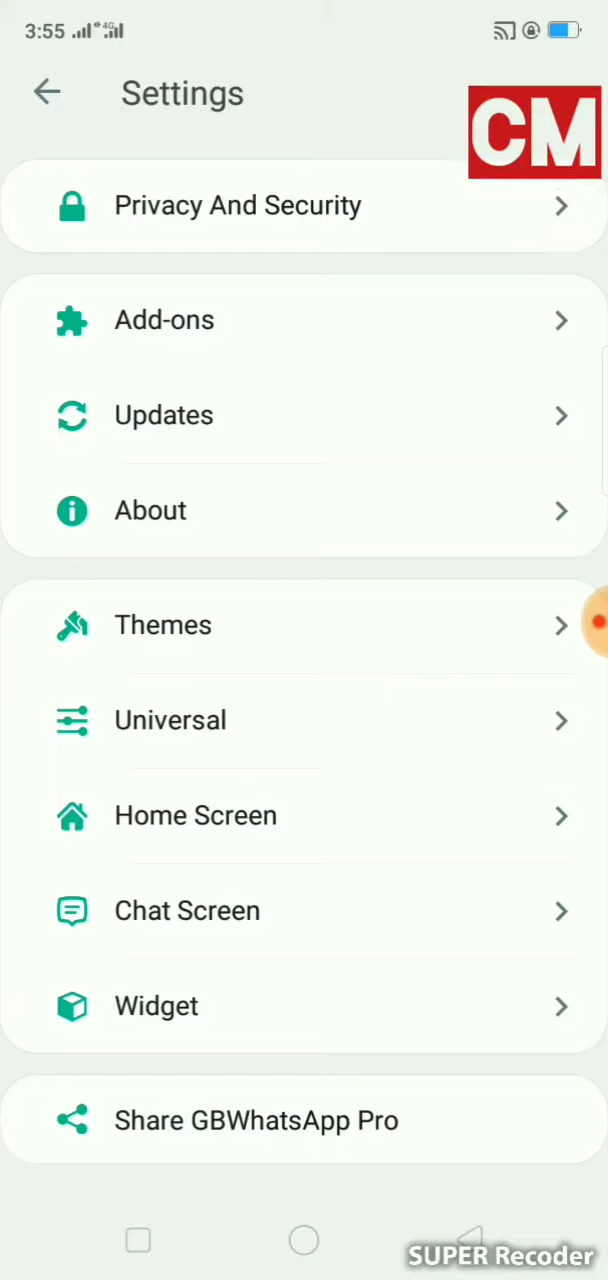 3:55 4G
Settings
CM
Privacy And Security
Add-ons
Updates
About
Themes
Universal
Home Screen
Chat Screen
Widget
Share GBWhatsApp Pro
SUPER Recoder